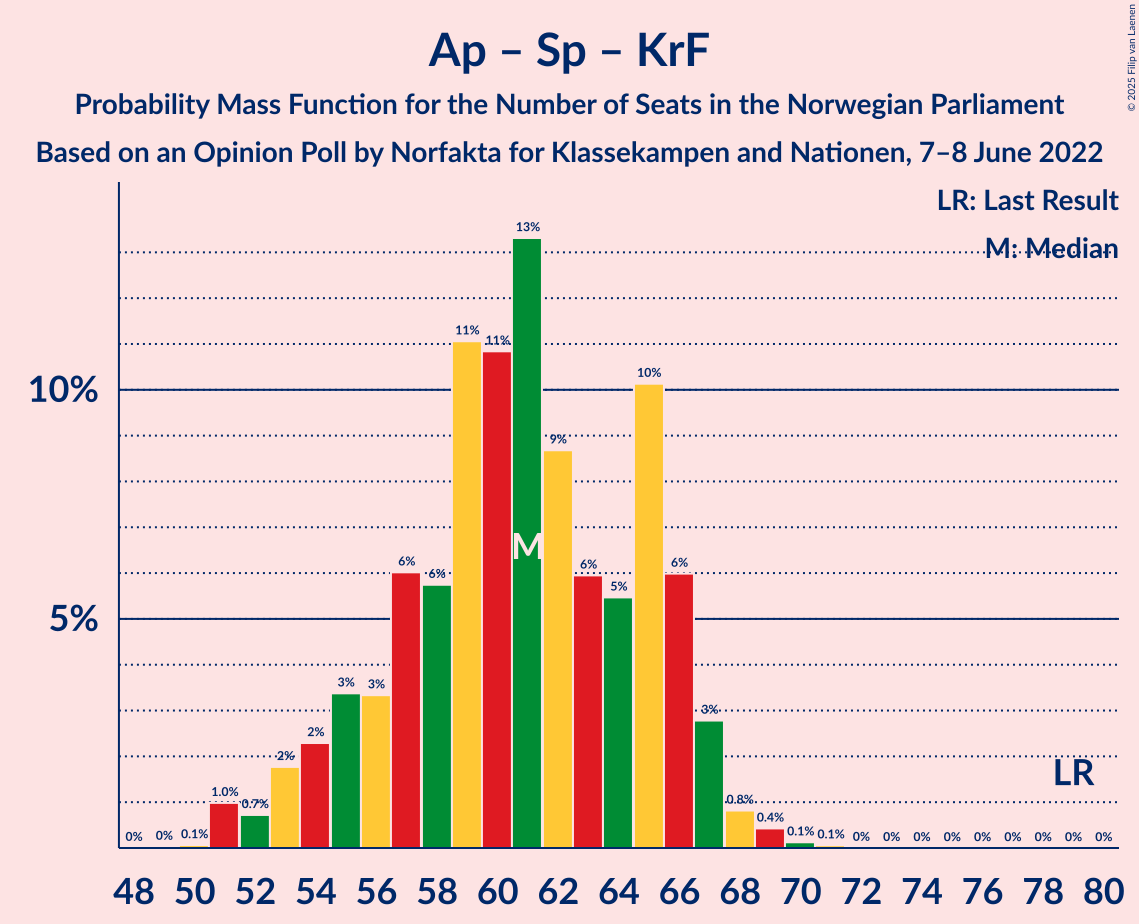 Ap – Sp – KrF
Probability Mass Function for the Number of Seats in the Norwegian Parliament
Based on an Opinion Poll by Norfakta for Klassekampen and Nationen, 7–8 June 2022
© 2025 Filip van Laenen
LR: Last Result
M: Median
10%
5%
0% 0% 0.1% 1.0% 0.7% 2% 2% 3% 3% 6% 6% 11% 11% 13% 9% 6% 5% 10% 6% 3% 0.8% 0.4% 0.1% 0.1% 0% 0% 0% 0% 0% 0% 0% 0% 0%
M
LR
48 50 52 54 56 58 60 62 64 66 68 70 72 74 76 78 80